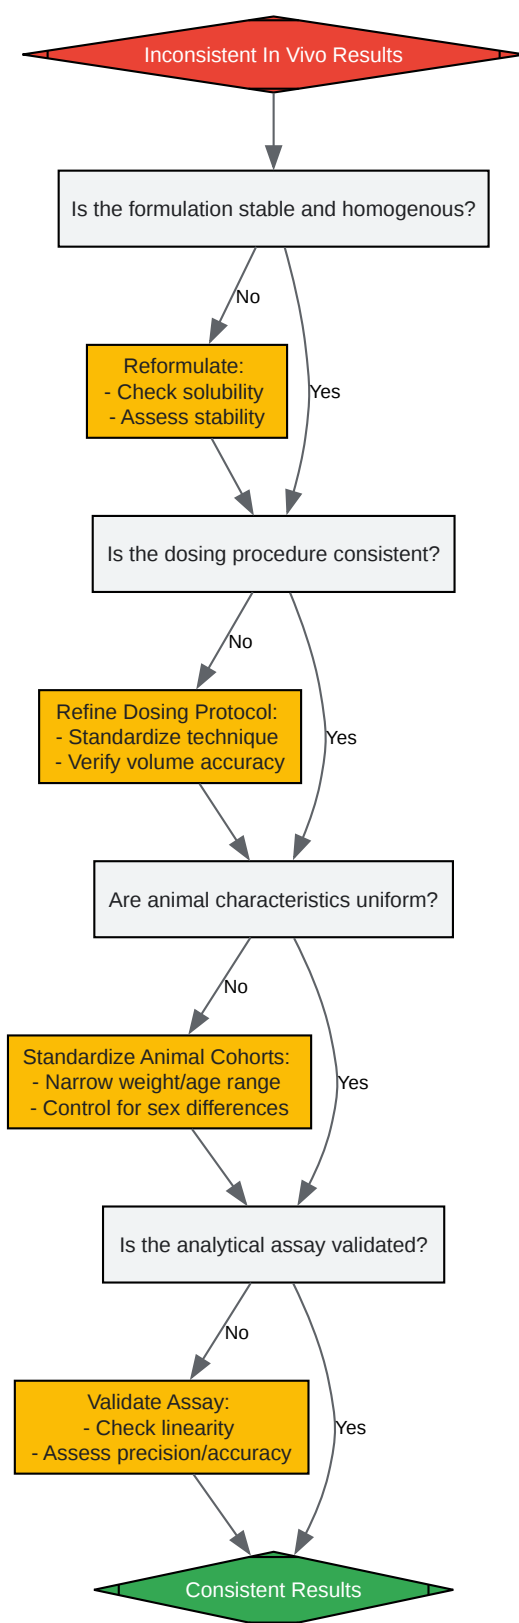 Inconsistent In Vivo Results
Is the formulation stable and homogenous?
No
Reformulate:
- Check solubility
- Assess stability
Yes
Is the dosing procedure consistent?
No
Refine Dosing Protocol:
- Standardize technique
- Verify volume accuracy
Yes
Are animal characteristics uniform?
No
Standardize Animal Cohorts:
- Narrow weight/age range
- Control for sex differences
Yes
Is the analytical assay validated?
No
Validate Assay:
- Check linearity
- Assess precision/accuracy
Yes
Consistent Results